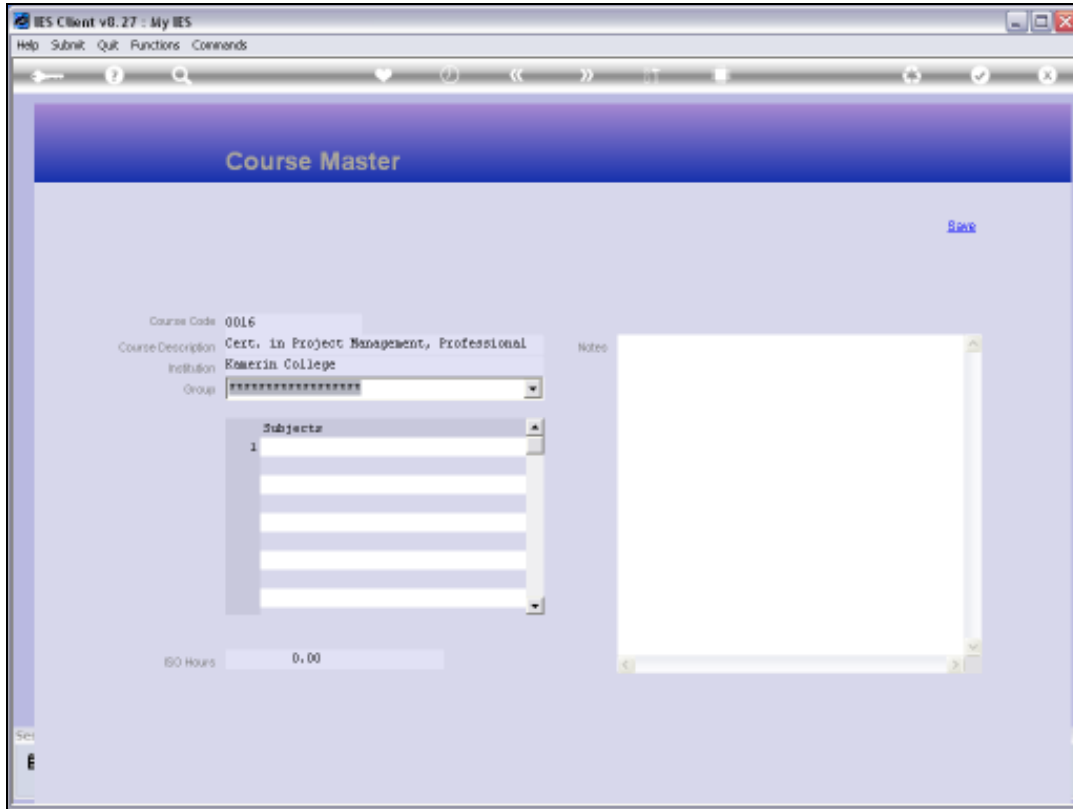 IES Client v8.27 : My IES
Help Submit Quit Functions Commands
Course Master
Save
Course Code 0016
Course Description Cert. in Project Management, Professional
Notes
Institution Kamerin College
Group ******************
Subjects
1
ISO Hours 0.00